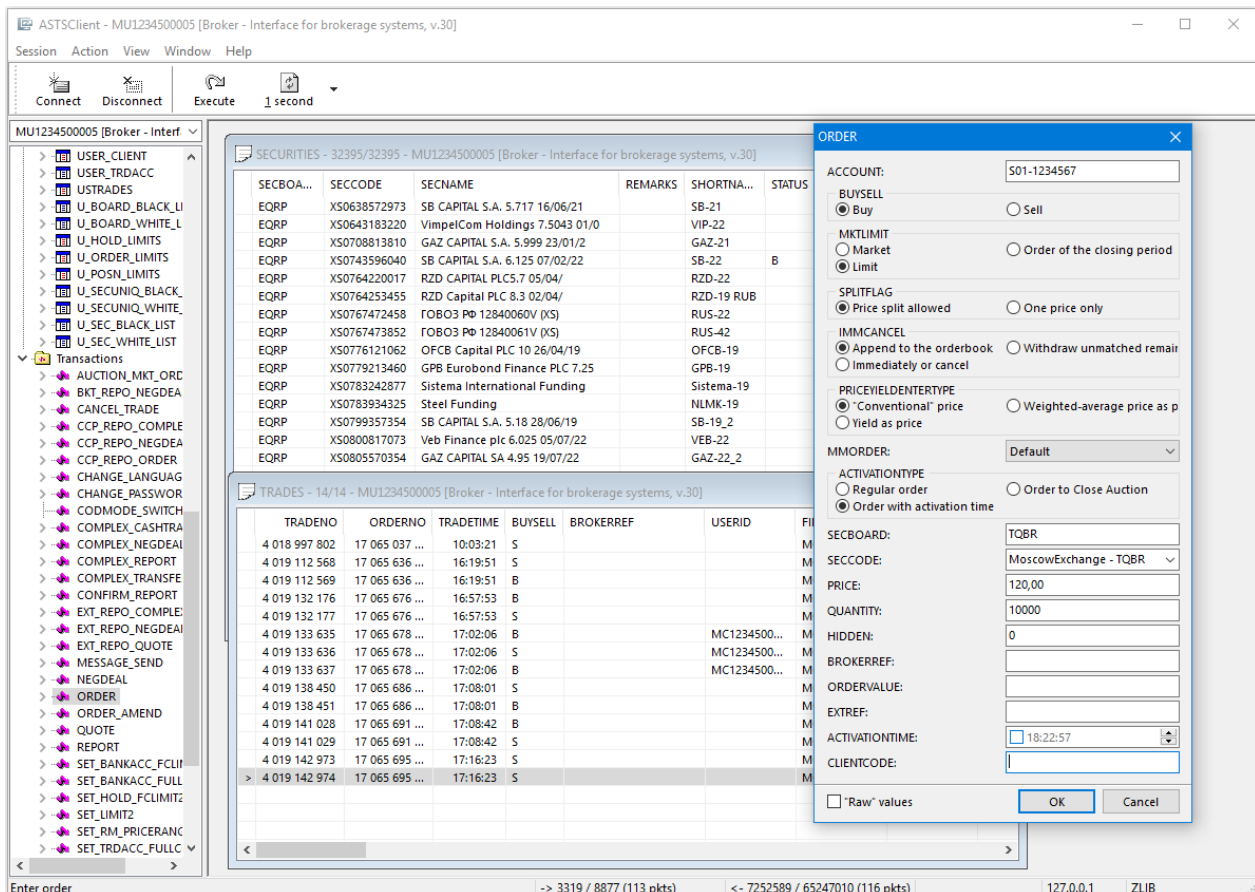 ASTSClient - MU1234500005 [Broker - Interface for brokerage systems, v.30]
Session Action View Window Help
Connect Disconnect Execute 1 second
MU1234500005 [Broker - Interf
USER_CLIENT
USER_TRDACC
USTRADES
U_BOARD_BLACK_LI
U_BOARD_WHITE_L
U_HOLD_LIMITS
U_ORDER_LIMITS
U_POSN_LIMITS
U_SECUNIQ_BLACK_
U_SECUNIQ_WHITE_
U_SEC_BLACK_LIST
U_SEC_WHITE_LIST
Transactions
AUCTION_MKT_ORD
BKT_REPO_NEGDEA
CANCEL_TRADE
CCP_REPO_COMPLE
CCP_REPO_NEGDEA
CCP_REPO_ORDER
CHANGE_LANGUAG
CHANGE_PASSWOR
CODMODE_SWITCH
COMPLEX_CASHTRA
COMPLEX_NEGDEAL
COMPLEX_REPORT
COMPLEX_TRANSFE
CONFIRM_REPORT
EXT_REPO_COMPLE
EXT_REPO_NEGDEAI
EXT_REPO_QUOTE
MESSAGE_SEND
NEGDEAL
ORDER
ORDER_AMEND
QUOTE
REPORT
SET_BANKACC_FCLIM
SET_BANKACC_FULL
SET_HOLD_FCLIMIT2
SET_LIMIT2
SET_RM_PRICERANG
SET_TRDACC_FULLC
SECURITIES - 32395/32395 - MU1234500005 [Broker - Interface for brokerage systems, v.30]
SECBOA... SECCODE SECNAME REMARKS SHORTNA... STATUS
EQRP XS0638572973 SB CAPITAL S.A. 5.717 16/06/21 SB-21
EQRP XS0643183220 VimpelCom Holdings 7.5043 01/0 VIP-22
EQRP XS0708813810 GAZ CAPITAL S.A. 5.999 23/01/2 GAZ-21
EQRP XS0743596040 SB CAPITAL S.A. 6.125 07/02/22 SB-22 B
EQRP XS0764220017 RZD CAPITAL PLC5.7 05/04/ RZD-22
EQRP XS0764253455 RZD Capital PLC 8.3 02/04/ RZD-19 RUB
EQRP XS0767472458 ГОВОЗ РФ 12840060V (XS) RUS-22
EQRP XS0767473852 ГОВОЗ РФ 12840061V (XS) RUS-42
EQRP XS0776121062 OFCB Capital PLC 10 26/04/19 OFCB-19
EQRP XS0779213460 GPB Eurobond Finance PLC 7.25 GPB-19
EQRP XS0783242877 Sistema International Funding Sistema-19
EQRP XS0783934325 Steel Funding NLMK-19
EQRP XS0799357354 SB CAPITAL S.A. 5.18 28/06/19 SB-19_2
EQRP XS0800817073 Veb Finance plc 6.025 05/07/22 VEB-22
EQRP XS0805570354 GAZ CAPITAL SA 4.95 19/07/22 GAZ-22_2
TRADES - 14/14 - MU1234500005 [Broker - Interface for brokerage systems, v.30]
TRADENO ORDERNO TRADETIME BUYSELL BROKERREF USERID FI
4 018 997 802 17 065 037 ... 10:03:21 S M
4 019 112 568 17 065 636 ... 16:19:51 S M
4 019 112 569 17 065 636 ... 16:19:51 B M
4 019 132 176 17 065 676 ... 16:57:53 B M
4 019 132 177 17 065 676 ... 16:57:53 S M
4 019 133 635 17 065 678 ... 17:02:06 B MC1234500... M
4 019 133 636 17 065 678 ... 17:02:06 S MC1234500... M
4 019 133 637 17 065 678 ... 17:02:06 B MC1234500... M
4 019 138 450 17 065 686 ... 17:08:01 S M
4 019 138 451 17 065 686 ... 17:08:01 B M
4 019 141 028 17 065 691 ... 17:08:42 B M
4 019 141 029 17 065 691 ... 17:08:42 S M
4 019 142 973 17 065 695 ... 17:16:23 S M
4 019 142 974 17 065 695 ... 17:16:23 S M
ORDER
ACCOUNT: S01-1234567
BUYSELL
Buy Sell
MKTLIMIT
Market Order of the closing period
Limit
SPLITFLAG
Price split allowed One price only
IMMCANCEL
Append to the orderbook Withdraw unmatched remain
Immediately or cancel
PRICEYIELDENTERTYPE
"Conventional" price Weighted-average price as p
Yield as price
MMORDER: Default
ACTIVATIONTYPE
Regular order Order to Close Auction
Order with activation time
SECBOARD: TQBR
SECCODE: MoscowExchange - TQBR
PRICE: 120,00
QUANTITY: 10000
HIDDEN: 0
BROKERREF:
ORDERVALUE:
EXTREF:
ACTIVATIONTIME: 18:22:57
CLIENTCODE:
"Raw" values OK Cancel
Enter order -> 3319 / 8877 (113 pkts) <- 7252589 / 65247010 (116 pkts) 127.0.0.1 ZLIB